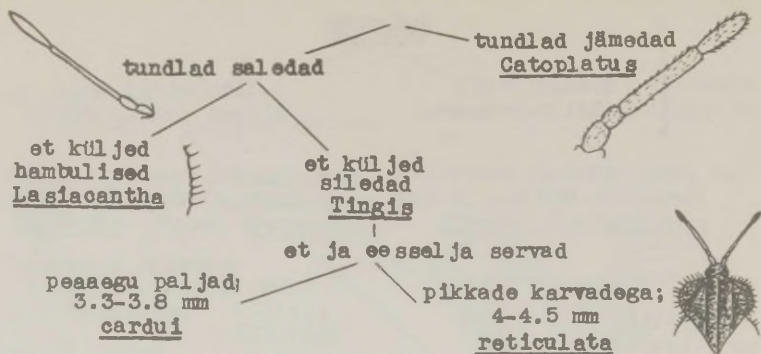 tundlad saledad
tundlad jämedad
Catoplatus
et küljed
hambulised
Lasiacantha
et küljed
siledad
Tingis
et ja eesselja servad
peaaegu paljad;
3.3-3.8 mm
cardui
pikkade karvadega;
4-4.5 mm
reticulata